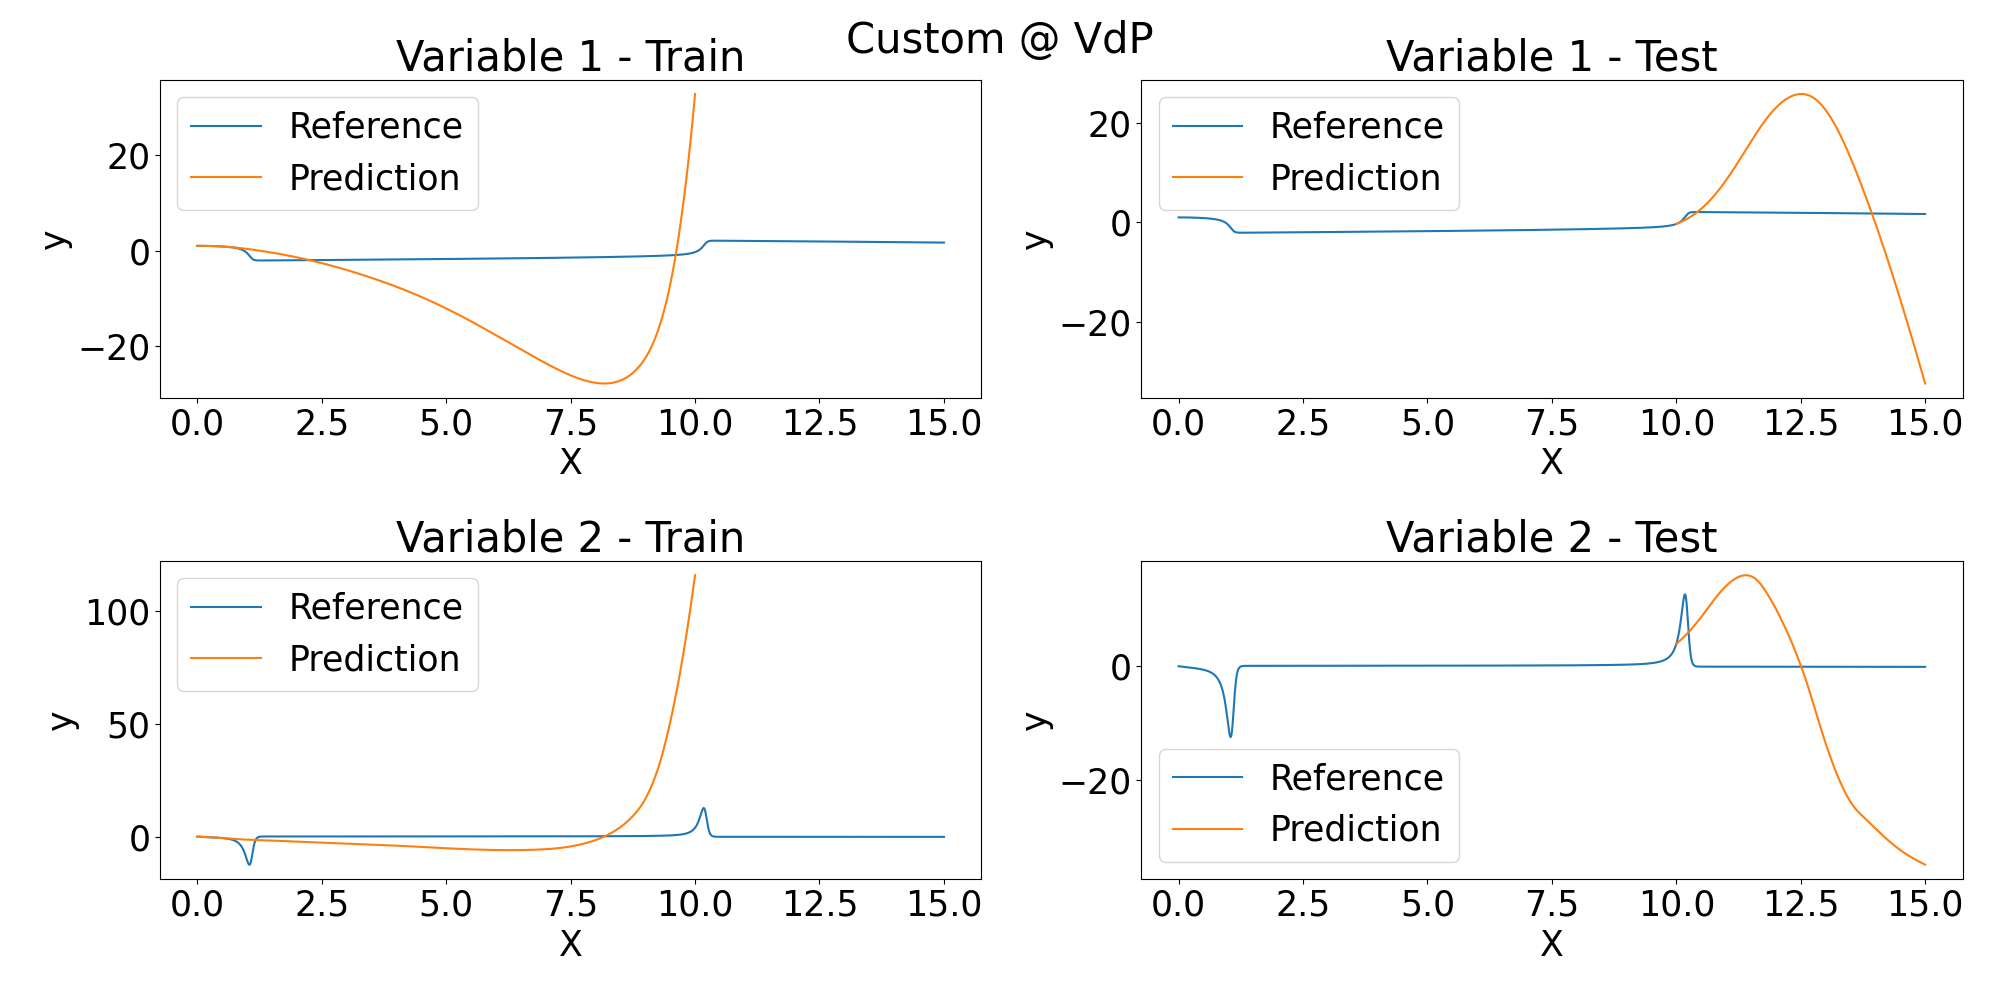 Custom @ VdP
Variable 1 - Train
Reference
Prediction
20
0
−20
y
0.0 2.5 5.0 7.5 10.0 12.5 15.0
X
Variable 1 - Test
Reference
Prediction
20
0
−20
y
0.0 2.5 5.0 7.5 10.0 12.5 15.0
X
Variable 2 - Train
Reference
Prediction
100
50
0
y
0.0 2.5 5.0 7.5 10.0 12.5 15.0
X
Variable 2 - Test
0
−20
y
Reference
Prediction
0.0 2.5 5.0 7.5 10.0 12.5 15.0
X